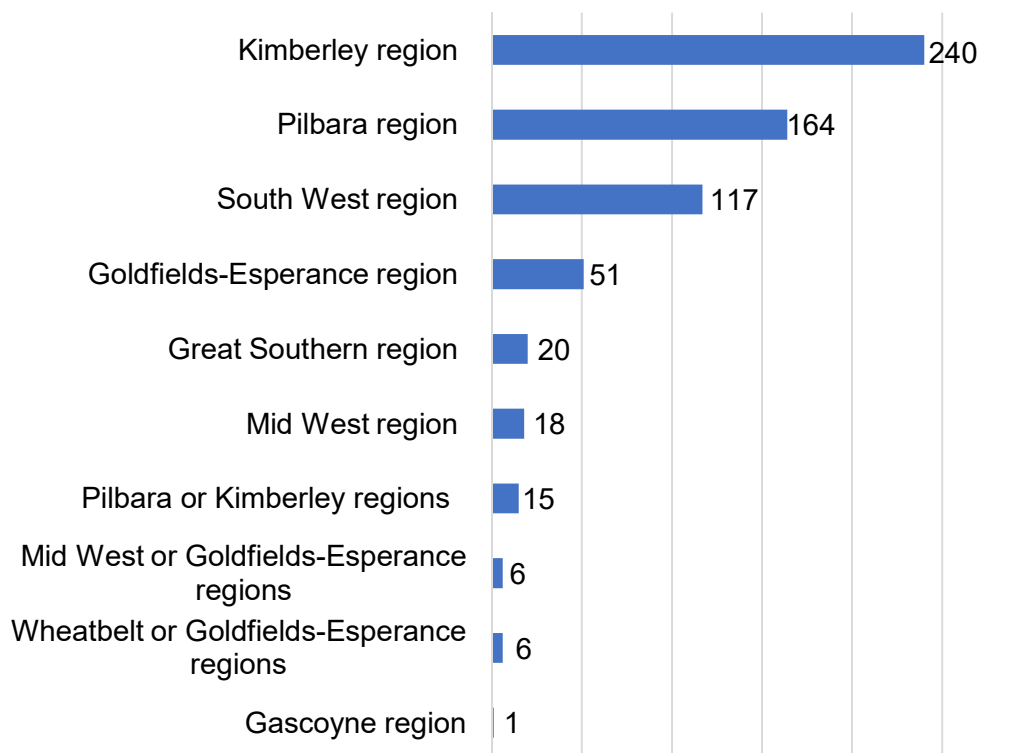 Kimberley region 240
Pilbara region 164
South West region 117
Goldfields-Esperance region 51
Great Southern region 20
Mid West region 18
Pilbara or Kimberley regions 15
Mid West or Goldfields-Esperance
regions 6
Wheatbelt or Goldfields-Esperance
regions 6
Gascoyne region 1